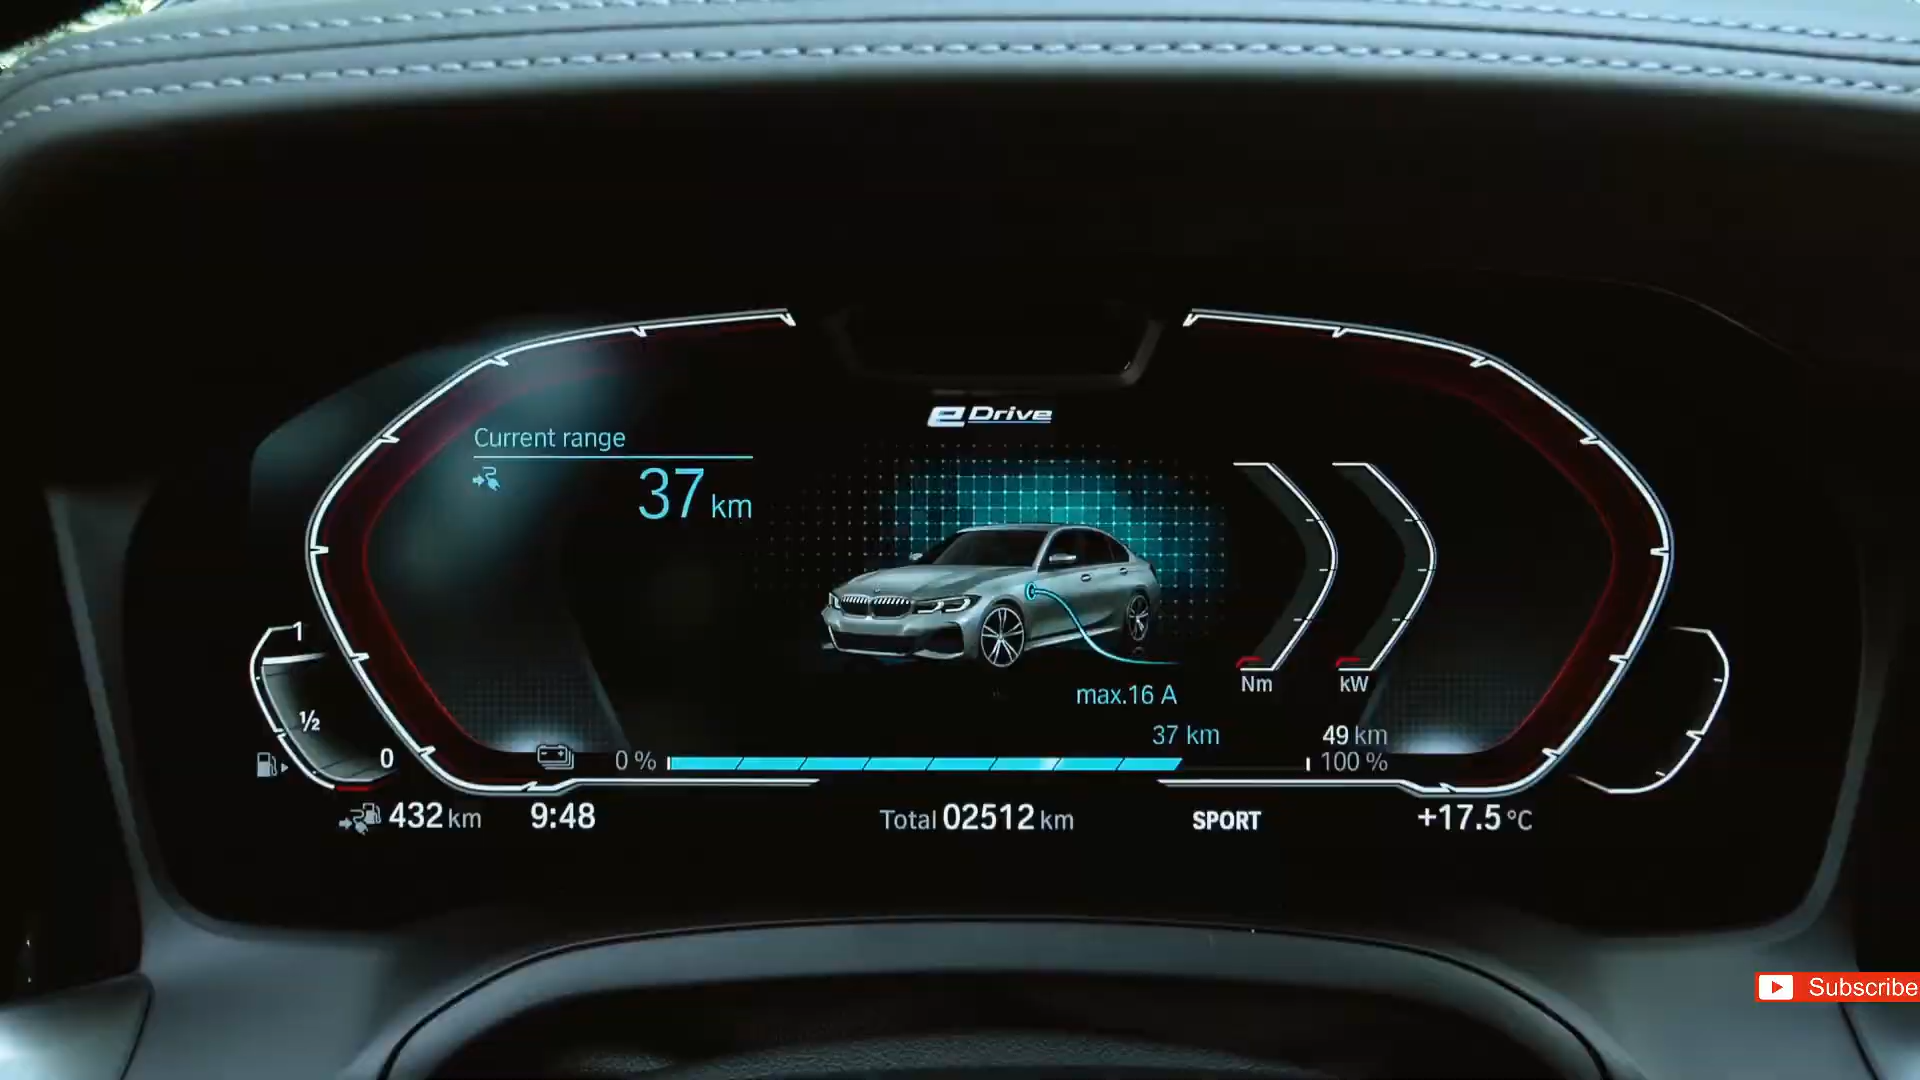 eDrive
Current range
37 km
1
½
0
max.16 A
Nm
kW
37 km
49 km
0 %
100 %
432 km
9:48
Total 02512 km
SPORT
+17.5 °C
Subscribe